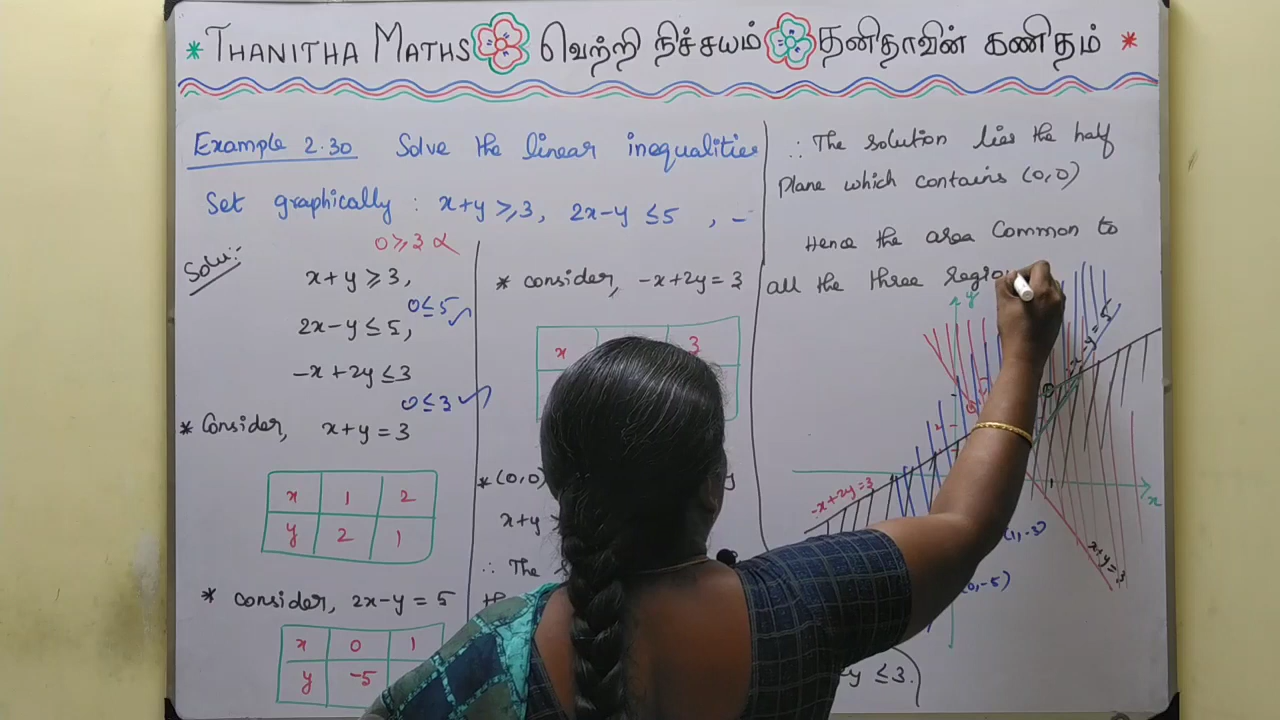 * THANITHA MATHS வெற்றி நிச்சயம் தனிதாவின் கணிதம் *
Example 2.30 Solve the linear inequalities
Set graphically : x+y ≥ 3, 2x-y ≤ 5 , -
0 ≥ 3 ×
Solu:-
x+y ≥ 3,
0 ≤ 5 ✓
2x-y ≤ 5,
-x+2y ≤ 3
0 ≤ 3 ✓
* Consider, x+y = 3
x 1 2
y 2 1
* consider, 2x-y = 5
x 0 1
y -5
* consider, -x+2y = 3
x 3
* (0,0)
x+y
∴ The
∴ The solution lies the half
plane which contains (0,0)
Hence the area common to
all the three regio
y
x
-x+2y=3
x+y=3
(1,-3)
(0,-5)
y ≤ 3.